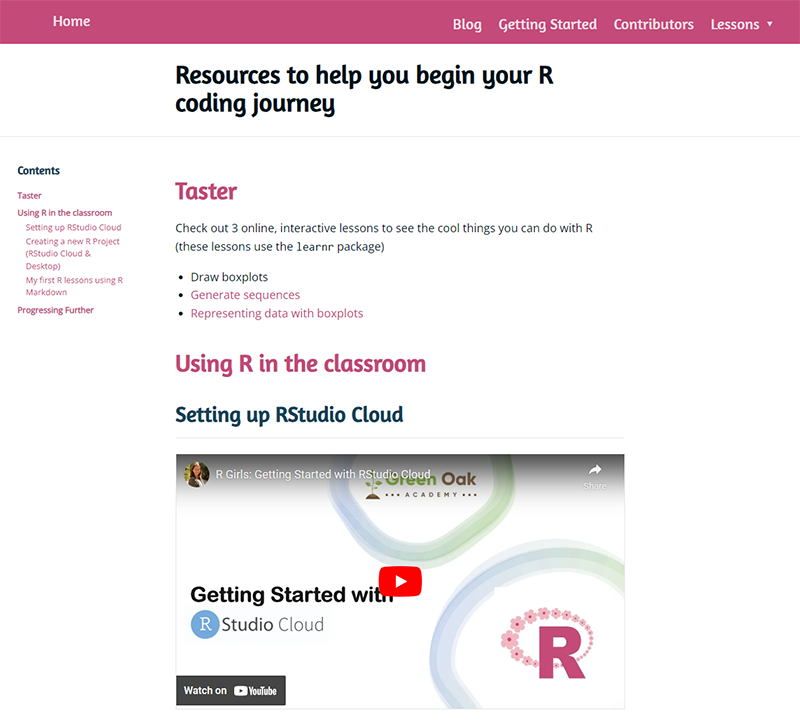 Home
Blog
Getting Started
Contributors
Lessons
Resources to help you begin your R
coding journey
Contents
Taster
Using R in the classroom
Setting up RStudio Cloud
Creating a new R Project
(RStudio Cloud &
Desktop)
My first R lessons using R
Markdown
Progressing Further
Taster
Check out 3 online, interactive lessons to see the cool things you can do with R
(these lessons use the learnr package)
Draw boxplots
Generate sequences
Representing data with boxplots
Using R in the classroom
Setting up RStudio Cloud
R Girls: Getting Started with RStudio Cloud
Share
Green Oak
ACADEMY
Getting Started with
R Studio Cloud
R
Watch on YouTube